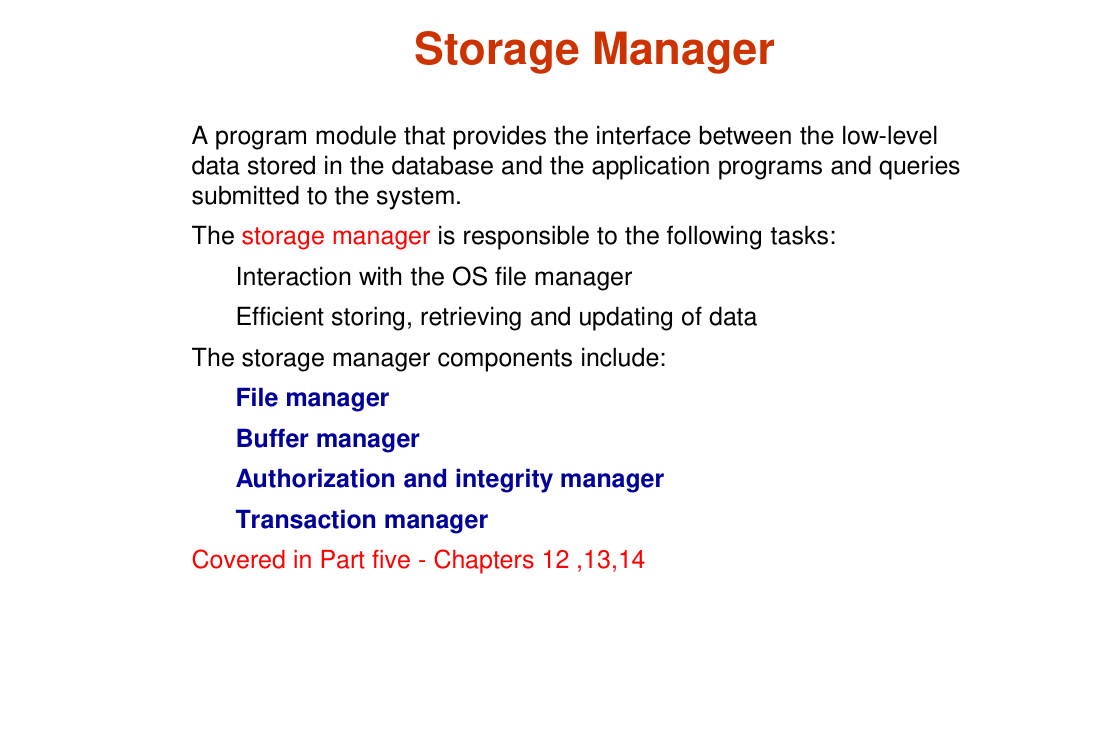 Storage Manager
A program module that provides the interface between the low-level
data stored in the database and the application programs and queries
submitted to the system.
The storage manager is responsible to the following tasks:
Interaction with the OS file manager
Efficient storing, retrieving and updating of data
The storage manager components include:
File manager
Buffer manager
Authorization and integrity manager
Transaction manager
Covered in Part five - Chapters 12 ,13,14